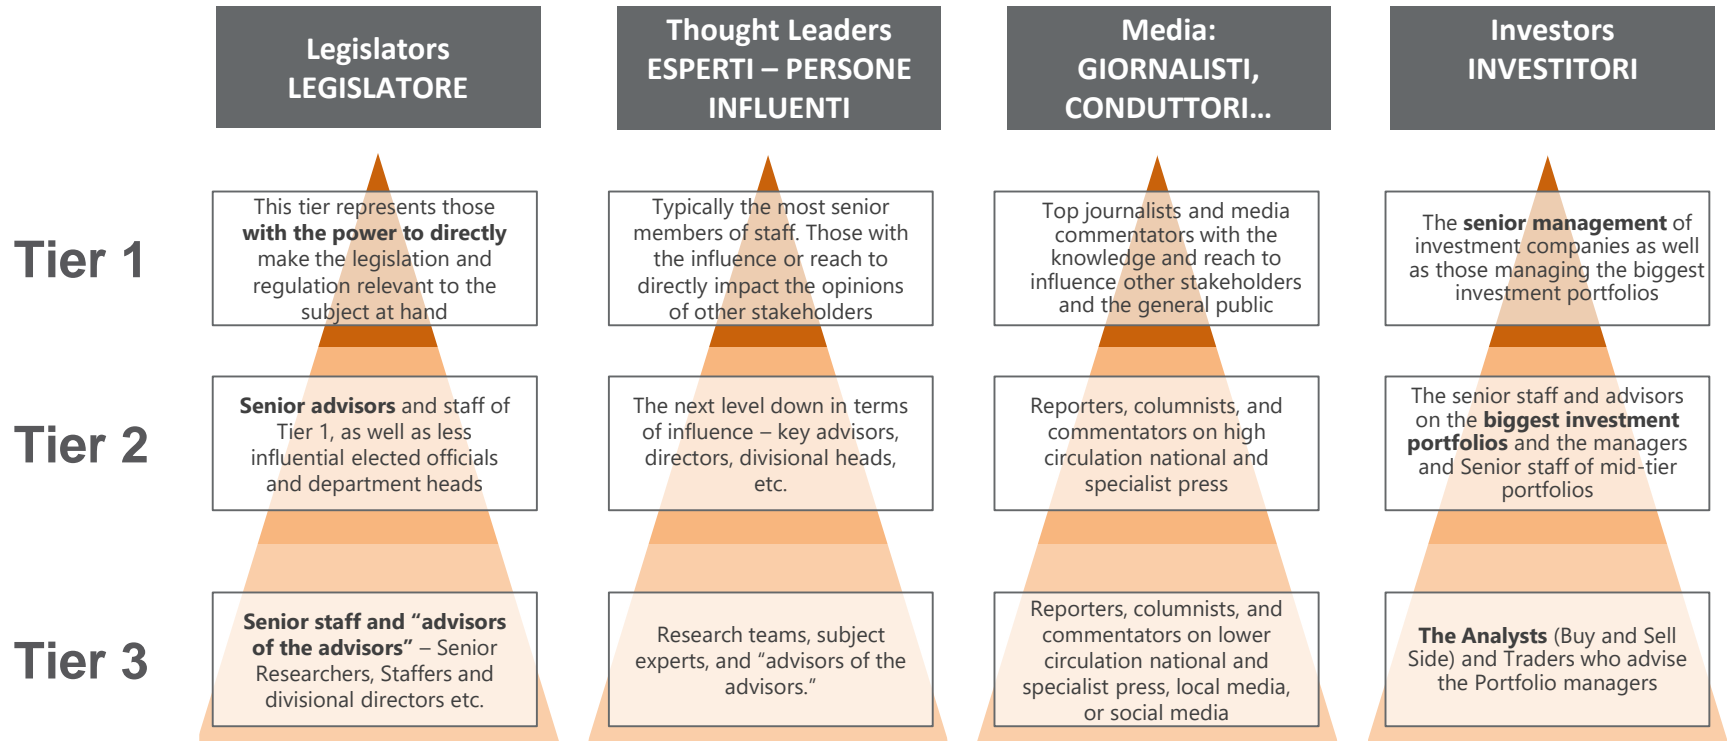 Legislators
LEGISLATORE
Thought Leaders
ESPERTI – PERSONE
INFLUENTI
Media:
GIORNALISTI,
CONDUTTORI…
Investors
INVESTITORI
Tier 1
This tier represents those
with the power to directly
make the legislation and
regulation relevant to the
subject at hand
Typically the most senior
members of staff. Those with
the influence or reach to
directly impact the opinions
of other stakeholders
Top journalists and media
commentators with the
knowledge and reach to
influence other stakeholders
and the general public
The senior management of
investment companies as well
as those managing the biggest
investment portfolios
Tier 2
Senior advisors and staff of
Tier 1, as well as less
influential elected officials
and department heads
The next level down in terms
of influence – key advisors,
directors, divisional heads,
etc.
Reporters, columnists, and
commentators on high
circulation national and
specialist press
The senior staff and advisors
on the biggest investment
portfolios and the managers
and Senior staff of mid-tier
portfolios
Tier 3
Senior staff and “advisors
of the advisors” – Senior
Researchers, Staffers and
divisional directors etc.
Research teams, subject
experts, and “advisors of the
advisors.”
Reporters, columnists, and
commentators on lower
circulation national and
specialist press, local media,
or social media
The Analysts (Buy and Sell
Side) and Traders who advise
the Portfolio managers